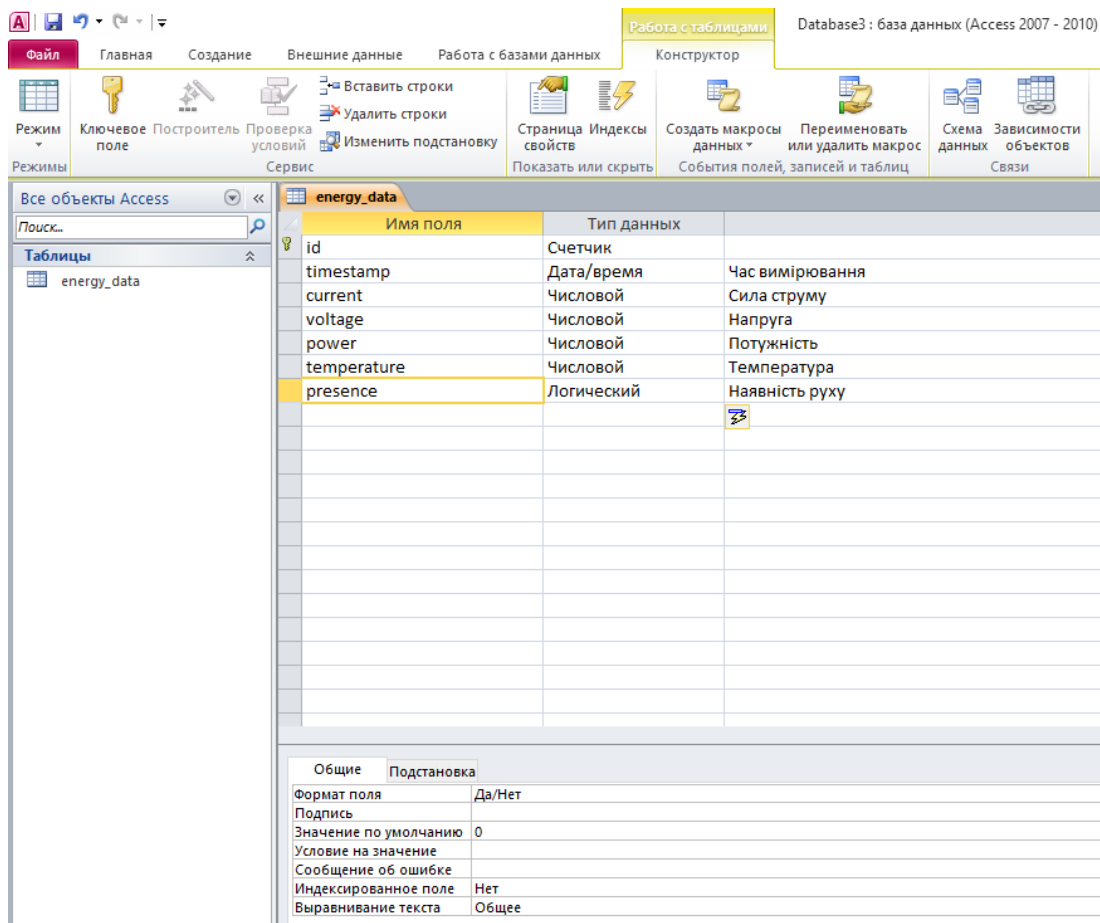 Работа с таблицами
Database3 : база данных (Access 2007 - 2010)
Файл Главная Создание Внешние данные Работа с базами данных Конструктор
Режим
Ключевое поле
Построитель
Проверка условий
Вставить строки
Удалить строки
Изменить подстановку
Страница свойств
Индексы
Создать макросы данных
Переименовать или удалить макрос
Схема данных
Зависимости объектов
Режимы Сервис Показать или скрыть События полей, записей и таблиц Связи
Все объекты Access
Поиск...
Таблицы
energy_data
energy_data
Имя поля Тип данных
id Счетчик
timestamp Дата/время Час вимірювання
current Числовой Сила струму
voltage Числовой Напруга
power Числовой Потужність
temperature Числовой Температура
presence Логический Наявність руху
Общие Подстановка
Формат поля Да/Нет
Подпись
Значение по умолчанию 0
Условие на значение
Сообщение об ошибке
Индексированное поле Нет
Выравнивание текста Общее